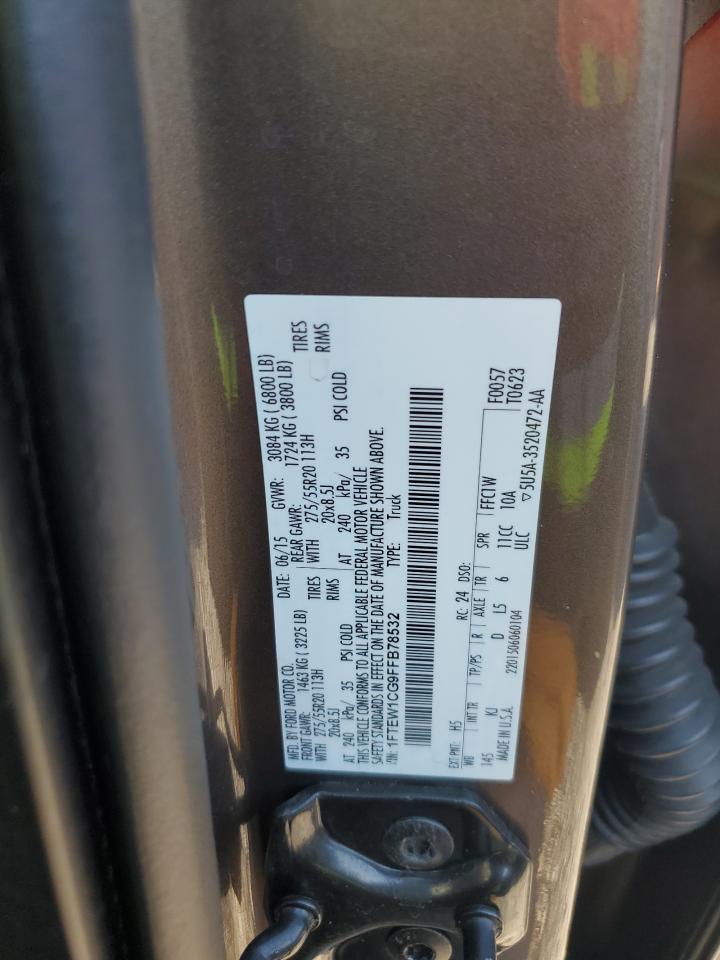 MFD. BY FORD MOTOR CO.
DATE: 06/15 GVWR: 3084 KG ( 6800 LB)
FRONT GAWR: 1463 KG ( 3225 LB) REAR GAWR: 1724 KG ( 3800 LB)
WITH 275/55R20 113H TIRES WITH 275/55R20 113H TIRES
20x8.5J RIMS 20x8.5J RIMS
AT 240 kPa/ 35 PSI COLD AT 240 kPa/ 35 PSI COLD
THIS VEHICLE CONFORMS TO ALL APPLICABLE FEDERAL MOTOR VEHICLE
SAFETY STANDARDS IN EFFECT ON THE DATE OF MANUFACTURE SHOWN ABOVE.
VIN: 1FTEW1CG9FFB78532 TYPE: Truck
F0057
T0623
EXT PNT: H5 RC: 24 DSO:
WB INT TR TP/PS R AXLE TR SPR FFC1W
145 KJ D L5 6 11CC 10A
MADE IN U.S.A. 2201506060104 ULC ▽5U5A-3520472-AA